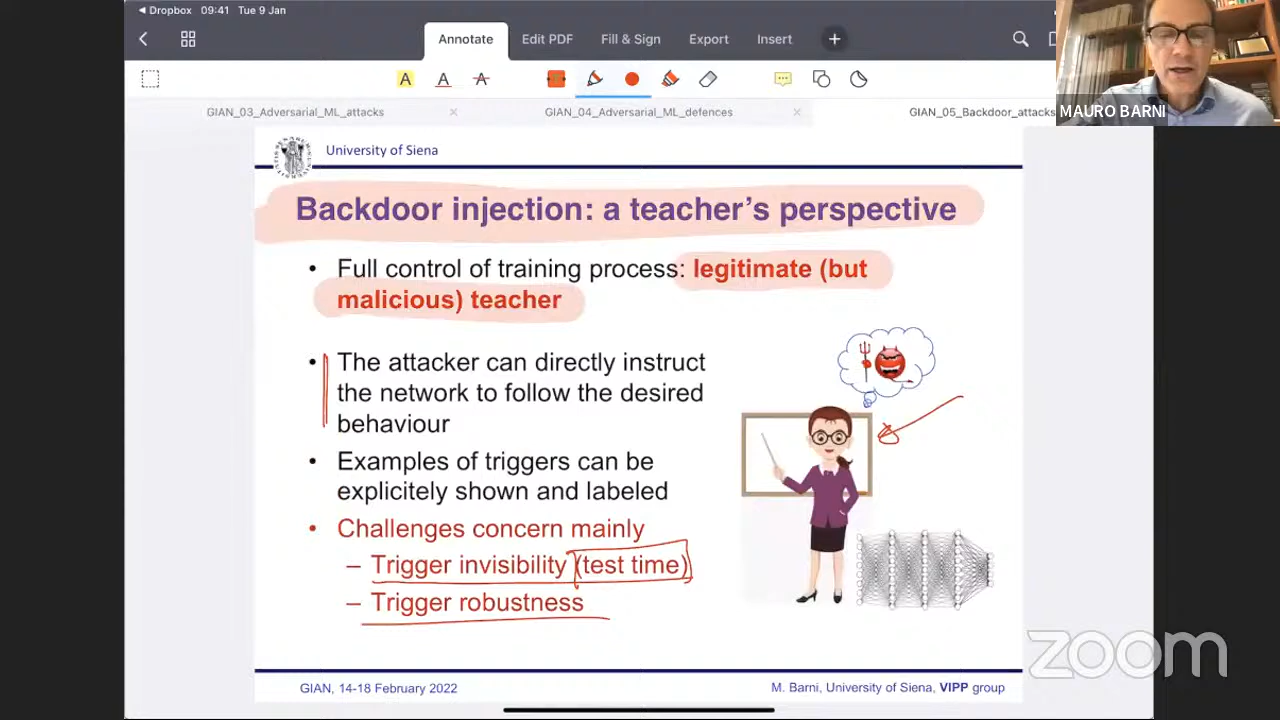 Dropbox 09:41 Tue 9 Jan
Annotate Edit PDF Fill & Sign Export Insert
A A A
GIAN_03_Adversarial_ML_attacks GIAN_04_Adversarial_ML_defences GIAN_05_Backdoor_attacks
MAURO BARNI
University of Siena
Backdoor injection: a teacher's perspective
• Full control of training process: legitimate (but
malicious) teacher
• The attacker can directly instruct
the network to follow the desired
behaviour
• Examples of triggers can be
explicitely shown and labeled
• Challenges concern mainly
– Trigger invisibility (test time)
– Trigger robustness
zoom
GIAN, 14-18 February 2022 M. Barni, University of Siena, VIPP group